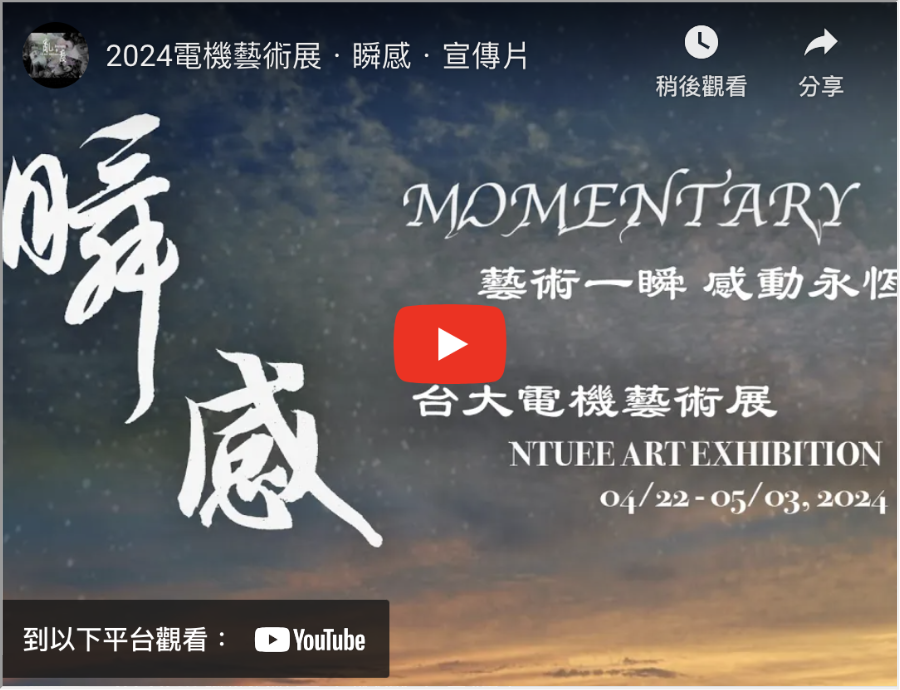 2024電機藝術展．瞬感．宣傳片
稍後觀看
分享
瞬感
MOMENTARY
藝術一瞬 感動永恆
台大電機藝術展
NTUEE ART EXHIBITION
04/22 - 05/03, 2024
到以下平台觀看：
YouTube